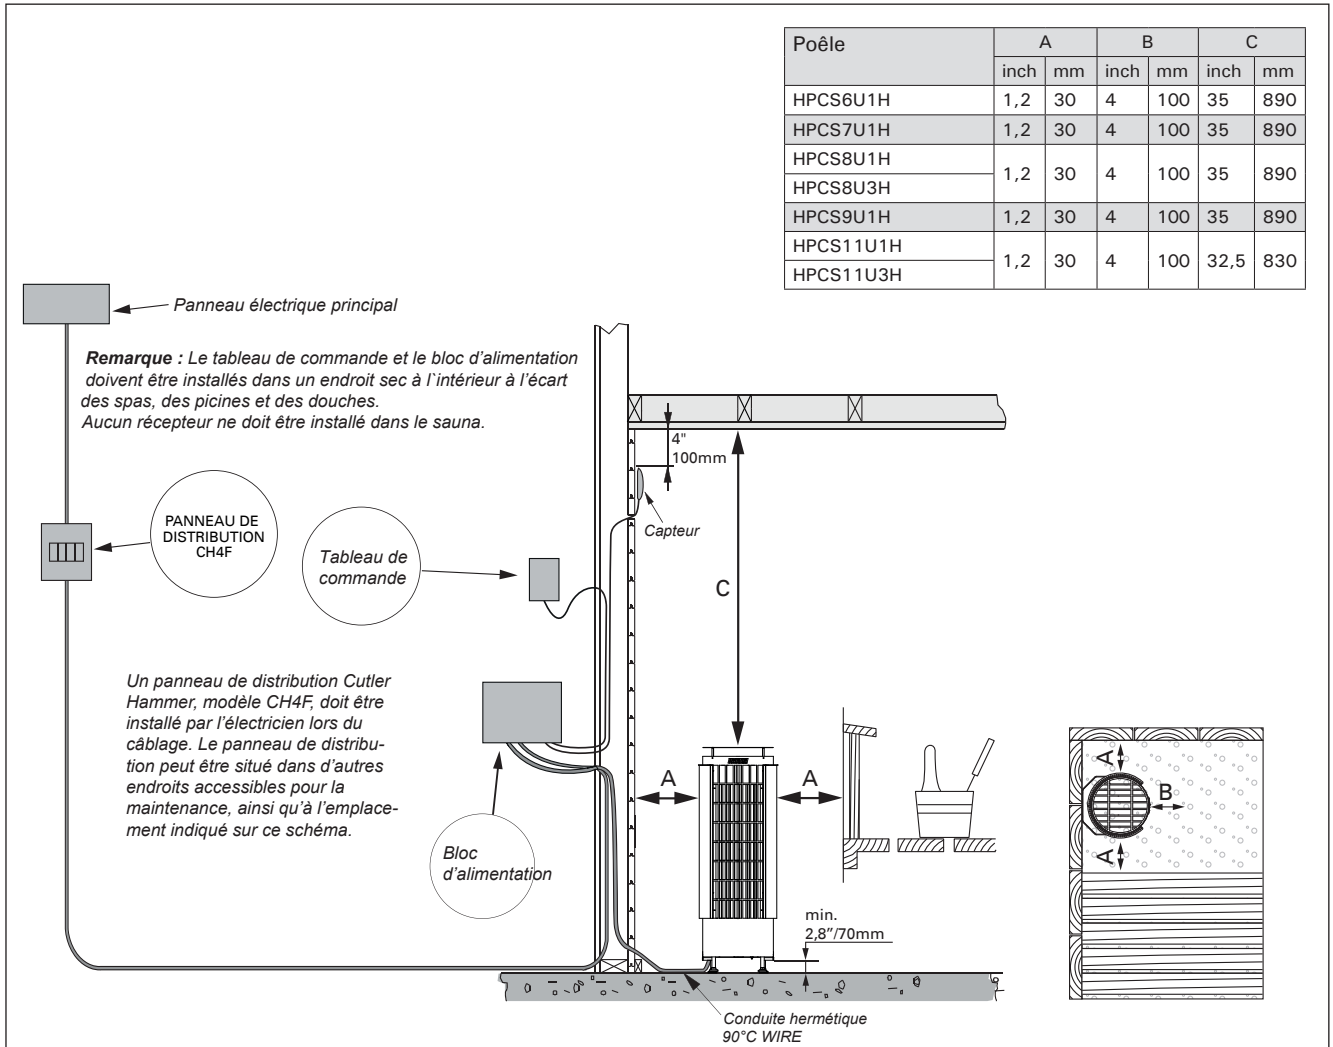 Poêle A B C
inch mm inch mm inch mm
HPCS6U1H 1,2 30 4 100 35 890
HPCS7U1H 1,2 30 4 100 35 890
HPCS8U1H
1,2 30 4 100 35 890
HPCS8U3H
HPCS9U1H 1,2 30 4 100 35 890
HPCS11U1H
1,2 30 4 100 32,5 830
HPCS11U3H
Panneau électrique principal
Remarque : Le tableau de commande et le bloc d’alimentation
doivent être installés dans un endroit sec à l`intérieur à l’écart
des spas, des picines et des douches.
Aucun récepteur ne doit être installé dans le sauna.
4"
100mm
Capteur
PANNEAU DE
DISTRIBUTION
CH4F
Tableau de
commande
C
Un panneau de distribution Cutler
Hammer, modèle CH4F, doit être
installé par l’électricien lors du
câblage. Le panneau de distribu-
tion peut être situé dans d’autres
endroits accessibles pour la
maintenance, ainsi qu’à l’emplace-
ment indiqué sur ce schéma.
Bloc
d’alimentation
A
A
min.
2,8”/70mm
Conduite hermétique
90°C WIRE
A
B
A